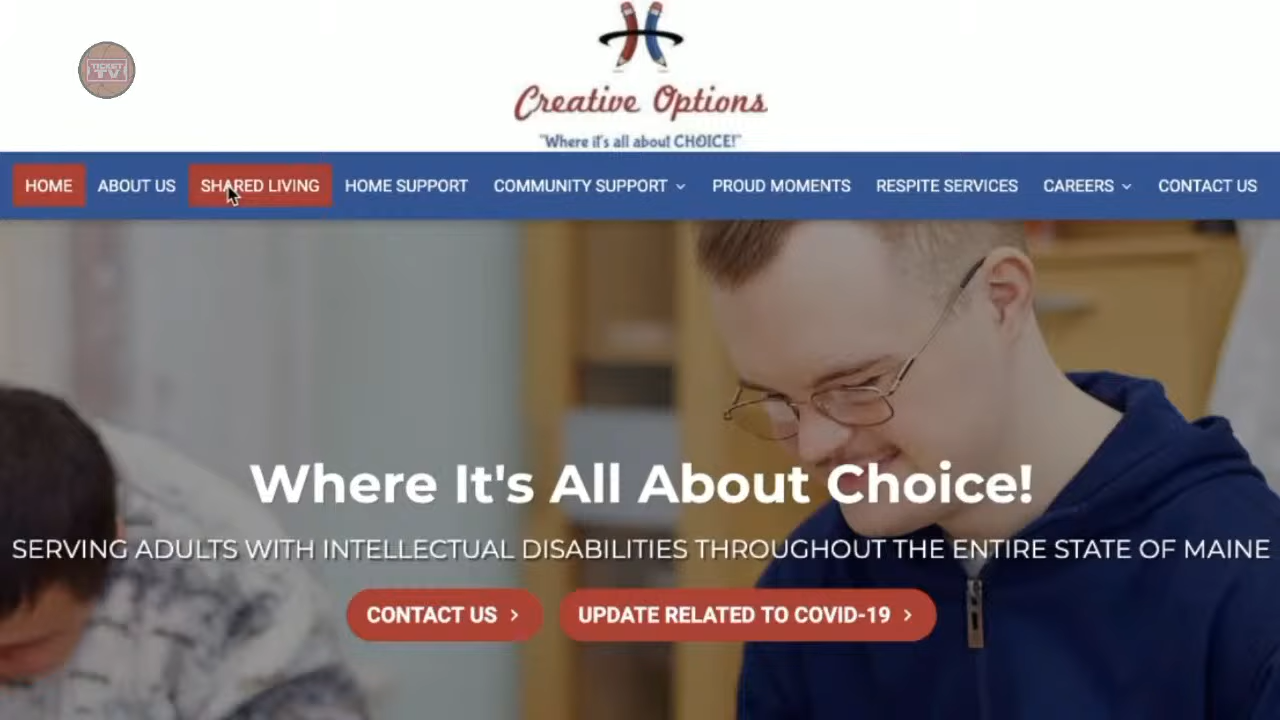 TICKET
TV
Creative Options
"Where it's all about CHOICE!"
HOME ABOUT US SHARED LIVING HOME SUPPORT COMMUNITY SUPPORT PROUD MOMENTS RESPITE SERVICES CAREERS CONTACT US
Where It's All About Choice!
SERVING ADULTS WITH INTELLECTUAL DISABILITIES THROUGHOUT THE ENTIRE STATE OF MAINE
CONTACT US > UPDATE RELATED TO COVID-19 >